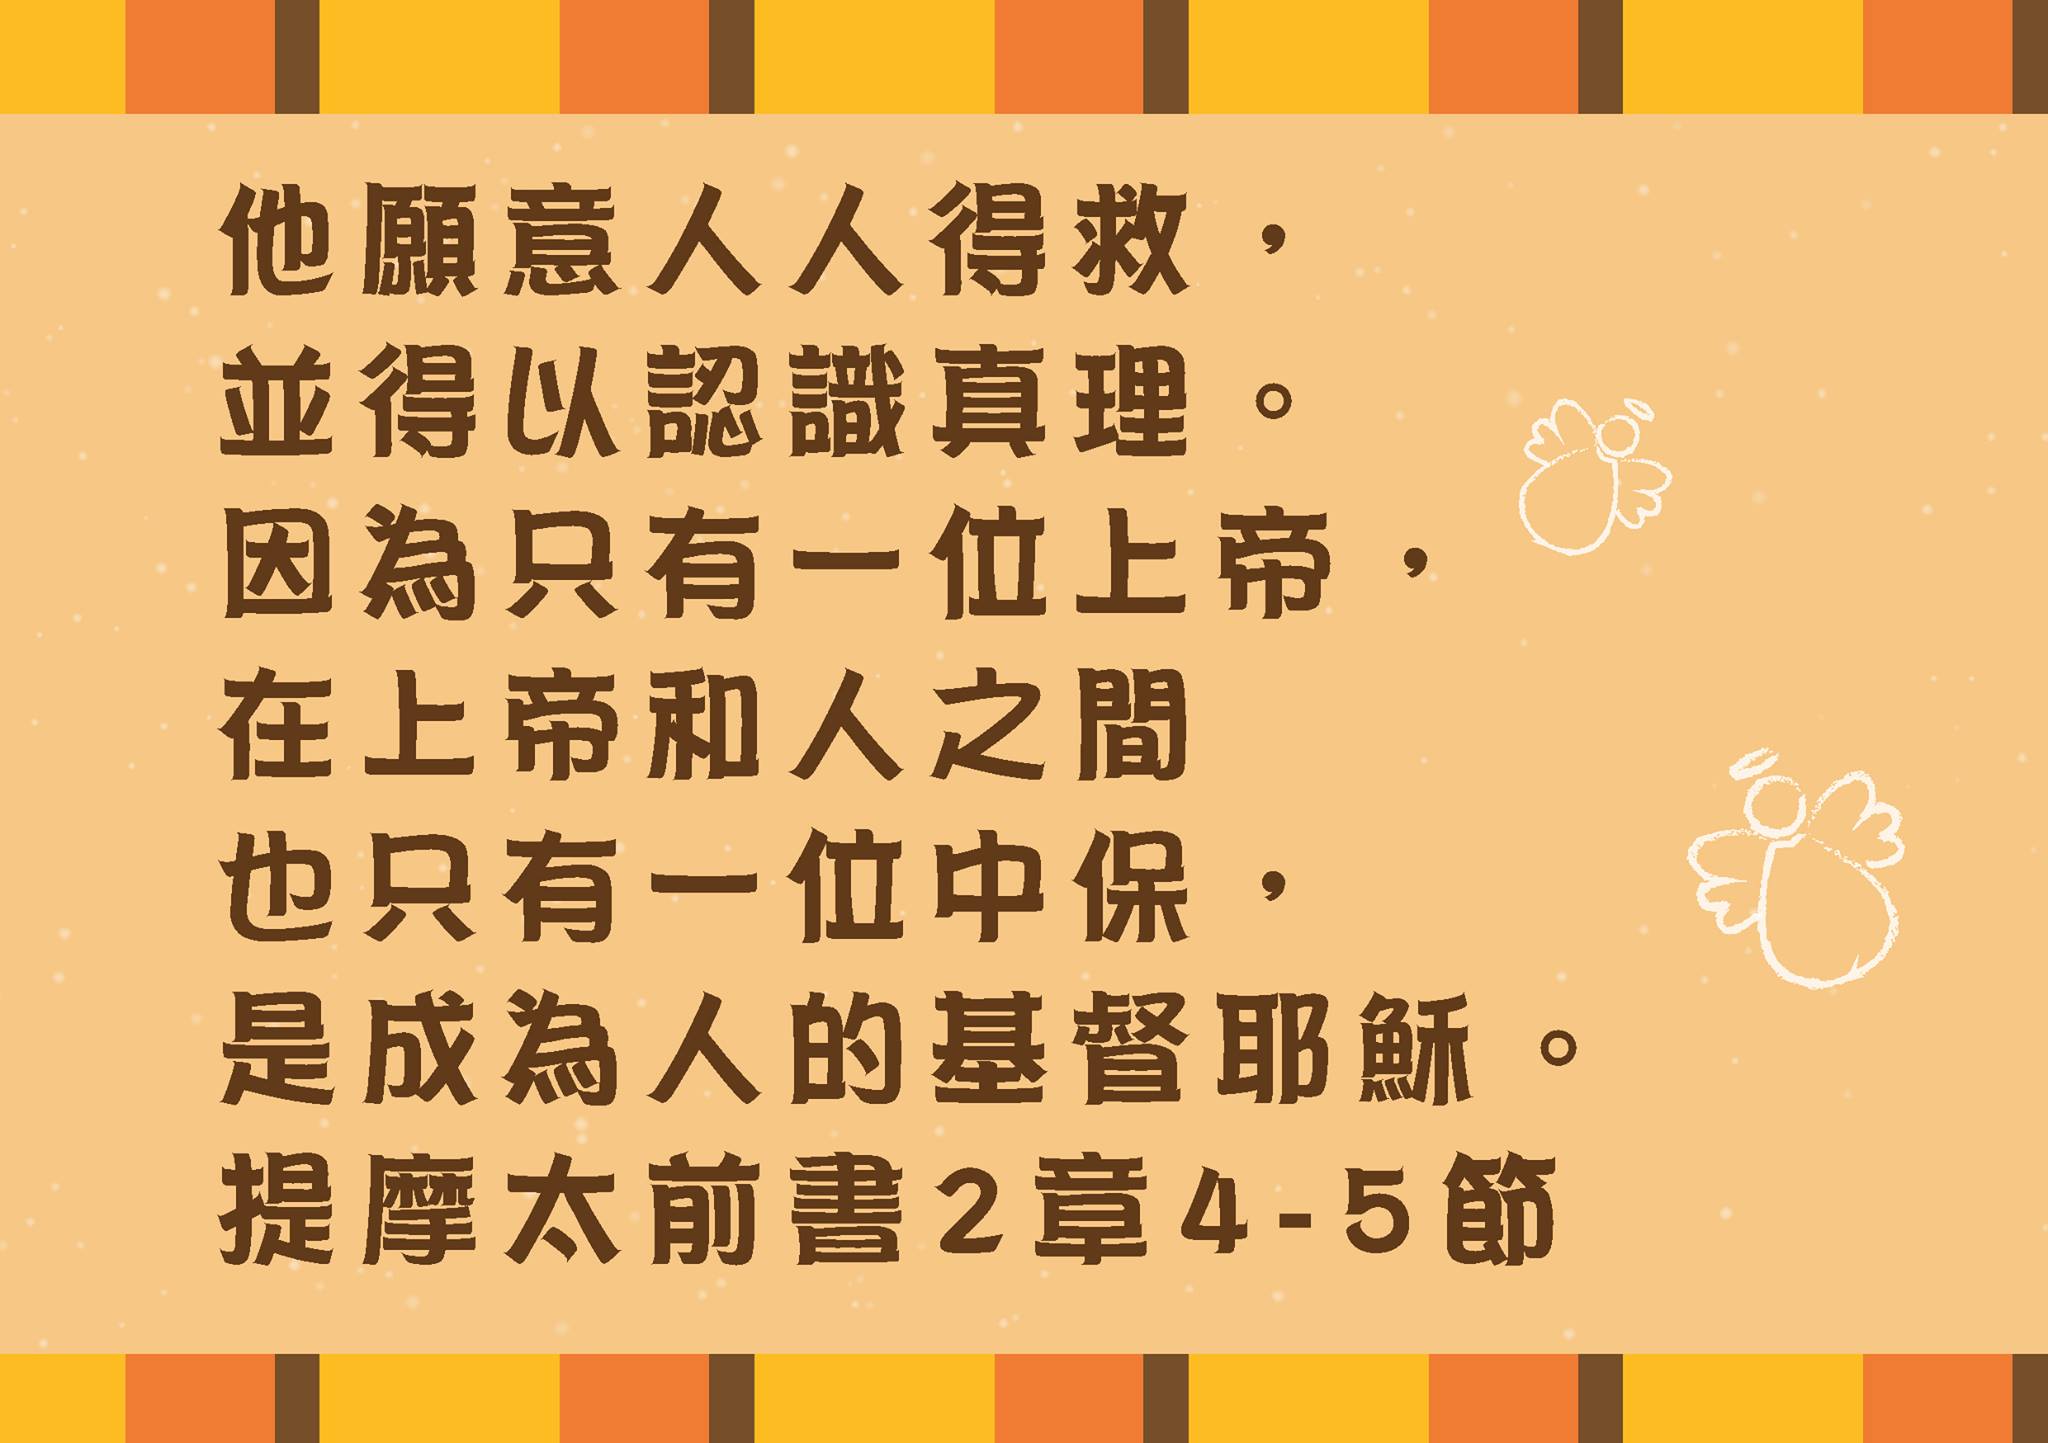 他願意人人得救，
並得以認識真理。
因為只有一位上帝，
在上帝和人之間
也只有一位中保，
是成為人的基督耶穌。
提摩太前書2章4-5節